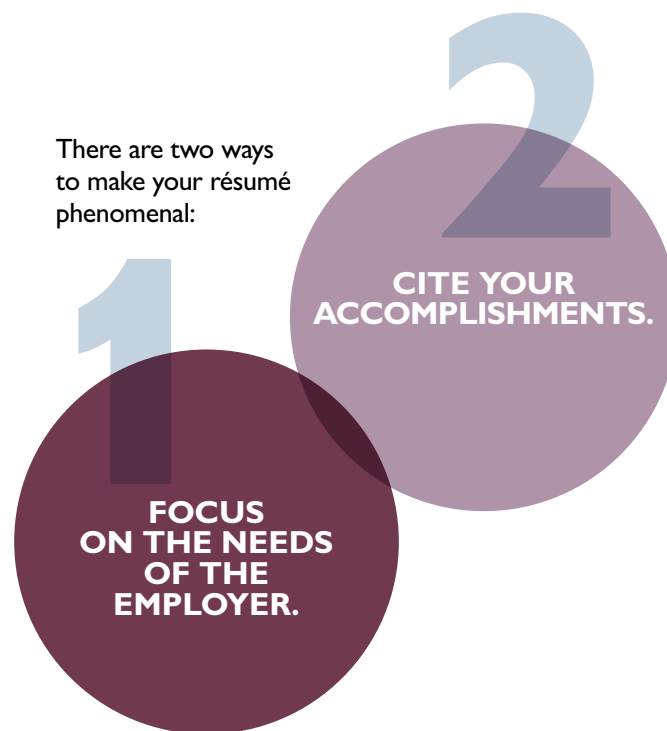 There are two ways
to make your résumé
phenomenal:
1
FOCUS
ON THE NEEDS
OF THE
EMPLOYER.
2
CITE YOUR
ACCOMPLISHMENTS.